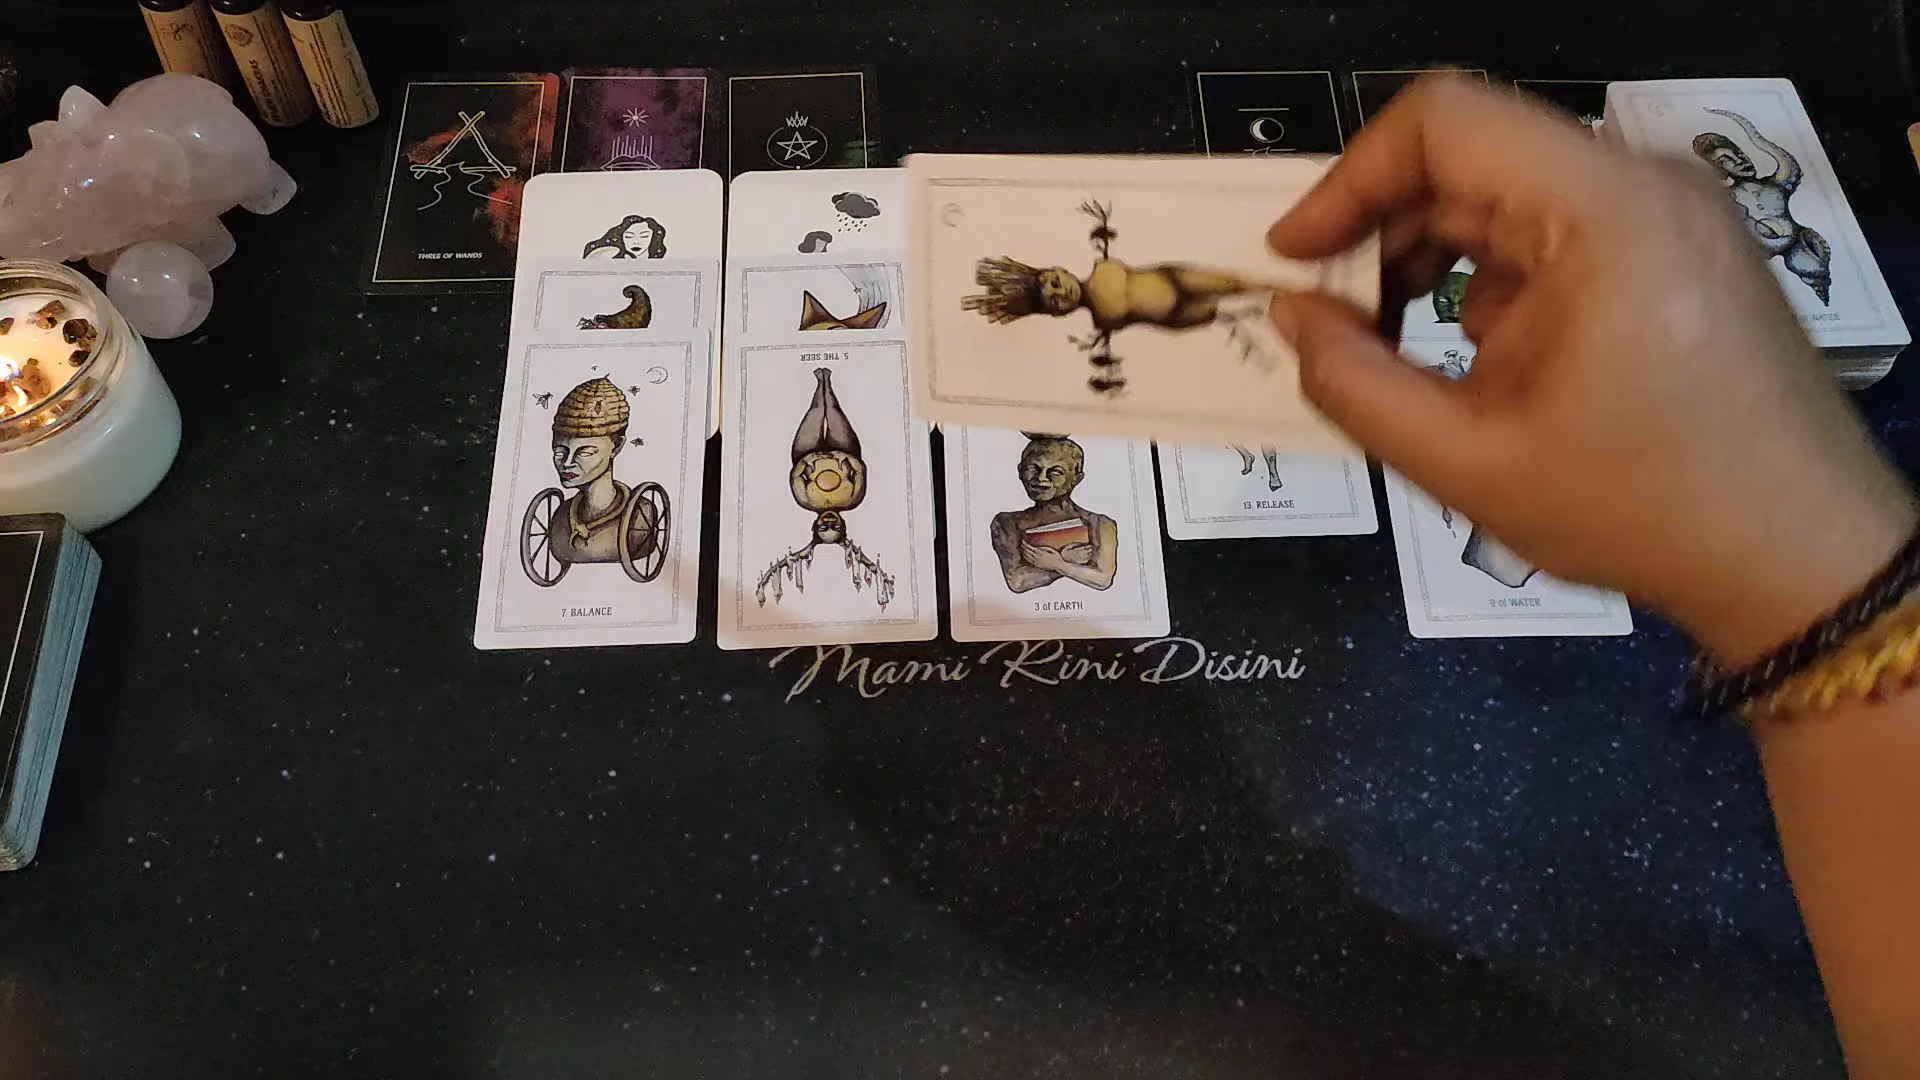 THREE OF WANDS
5. THE SEER
13. RELEASE
7. BALANCE
3 of EARTH
9 of WATER
WATER
Mami Rini Disini